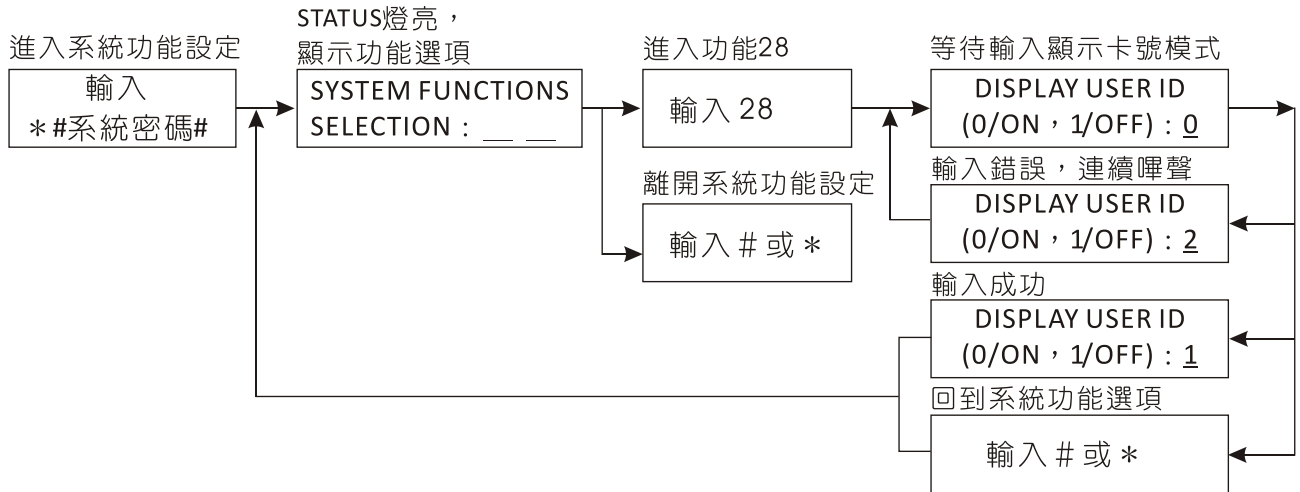 進入系統功能設定
輸入
＊#系統密碼#
STATUS燈亮，
顯示功能選項
SYSTEM FUNCTIONS
SELECTION：__ __
進入功能28
輸入 28
離開系統功能設定
輸入＃或＊
等待輸入顯示卡號模式
DISPLAY USER ID
(0/ON，1/OFF)：0
輸入錯誤，連續嗶聲
DISPLAY USER ID
(0/ON，1/OFF)：2
輸入成功
DISPLAY USER ID
(0/ON，1/OFF)：1
回到系統功能選項
輸入＃或＊